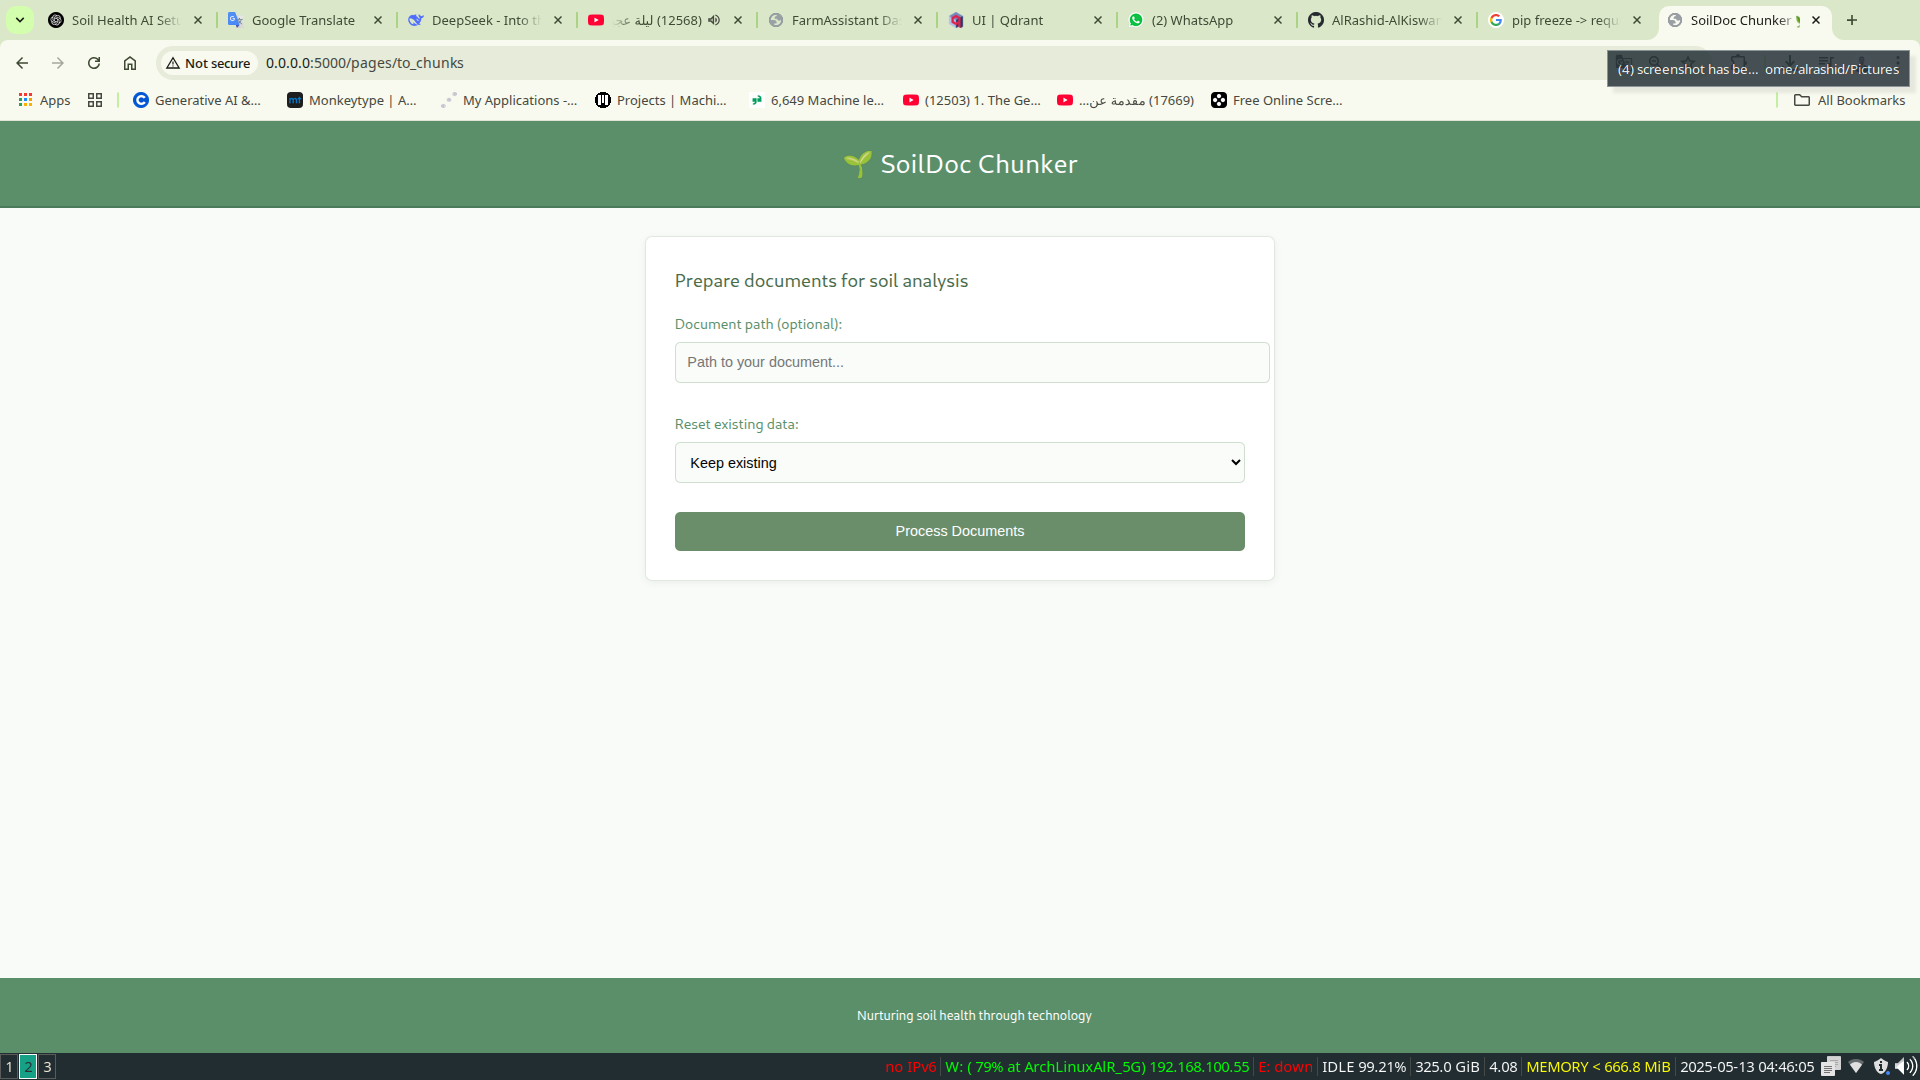 Soil Health AI Setu
Google Translate
DeepSeek - Into th
(12568) ليلة عجـ
FarmAssistant Da
UI | Qdrant
(2) WhatsApp
AlRashid-AlKiswan
pip freeze -> requ
SoilDoc Chunker
Not secure
0.0.0.0:5000/pages/to_chunks
(4) screenshot has be... ome/alrashid/Pictures
Apps
Generative AI &...
mt Monkeytype | A...
My Applications -...
Projects | Machi...
6,649 Machine le...
(12503) 1. The Ge...
(17669) مقدمة عن...
Free Online Scre...
All Bookmarks
SoilDoc Chunker
Prepare documents for soil analysis
Document path (optional):
Path to your document...
Reset existing data:
Keep existing
Process Documents
Nurturing soil health through technology
1 2 3
no IPv6 | W: ( 79% at ArchLinuxAlR_5G) 192.168.100.55 | E: down | IDLE 99.21% | 325.0 GiB | 4.08 | MEMORY < 666.8 MiB | 2025-05-13 04:46:05